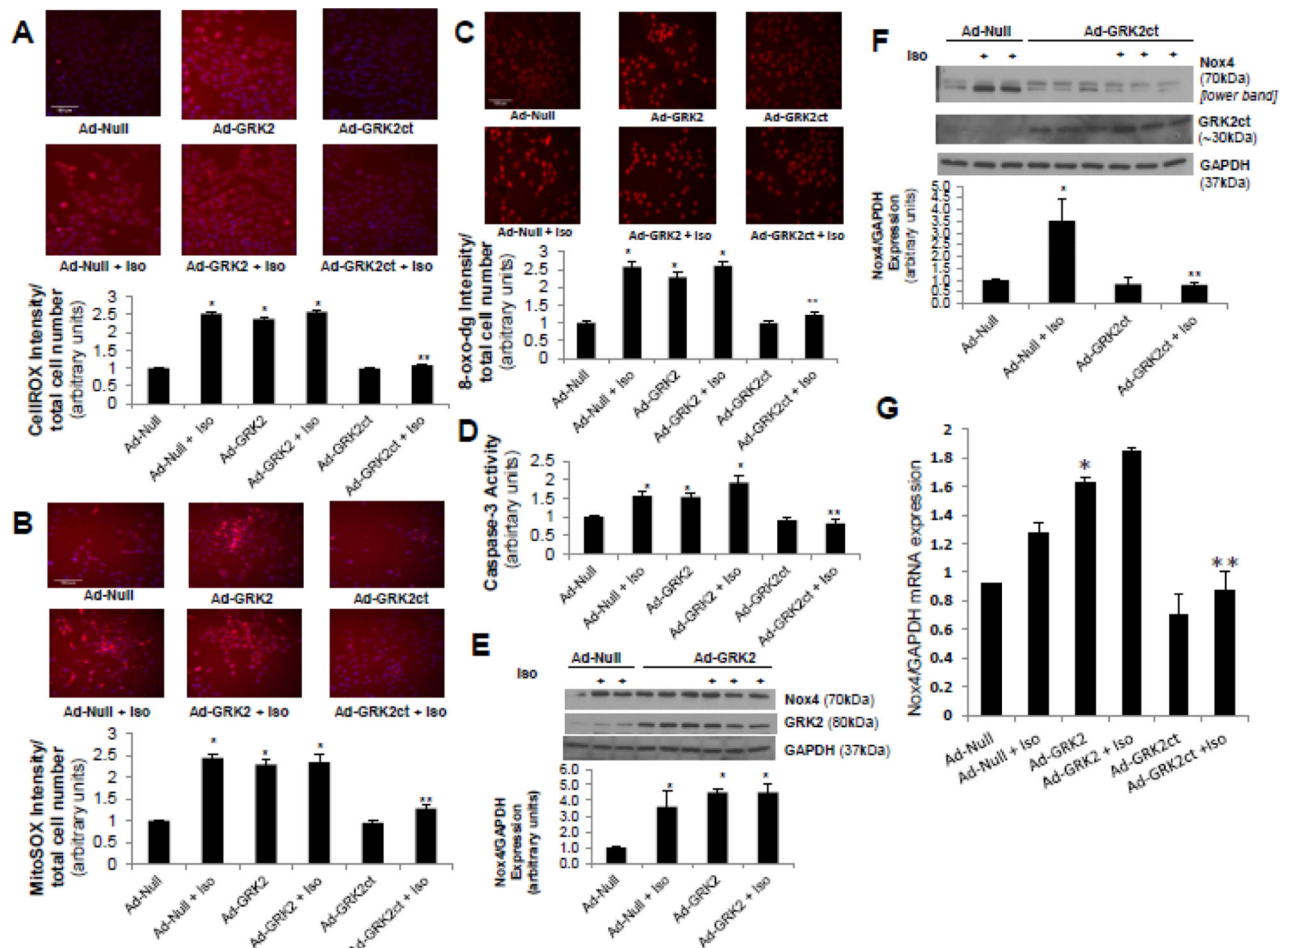 A
Ad-Null
Ad-GRK2
Ad-GRK2ct
Ad-Null + Iso
Ad-GRK2 + Iso
Ad-GRK2ct + Iso
CellROX Intensity/
total cell number
(arbitrary units)
3
2.5
2
1.5
1
0.5
0
*
*
*
**
Ad-Null
Ad-Null + Iso
Ad-GRK2
Ad-GRK2 + Iso
Ad-GRK2ct
Ad-GRK2ct + Iso
B
Ad-Null
Ad-GRK2
Ad-GRK2ct
Ad-Null + Iso
Ad-GRK2 + Iso
Ad-GRK2ct + Iso
MitoSOX Intensity/
total cell number
(arbitrary units)
3
2.5
2
1.5
1
0.5
0
*
*
*
**
Ad-Null
Ad-Null + Iso
Ad-GRK2
Ad-GRK2 + Iso
Ad-GRK2ct
Ad-GRK2ct + Iso
C
Ad-Null
Ad-GRK2
Ad-GRK2ct
Ad-Null + Iso
Ad-GRK2 + Iso
Ad-GRK2ct + Iso
8-oxo-dg Intensity/
total cell number
(arbitrary units)
3
2.5
2
1.5
1
0.5
0
*
*
*
**
Ad-Null
Ad-Null + Iso
Ad-GRK2
Ad-GRK2 + Iso
Ad-GRK2ct
Ad-GRK2ct + Iso
D
Caspase-3 Activity
(arbirtary units)
2.5
2
1.5
1
0.5
0
*
*
*
**
Ad-Null
Ad-Null + Iso
Ad-GRK2
Ad-GRK2 + Iso
Ad-GRK2ct
Ad-GRK2ct + Iso
E
Ad-Null Ad-GRK2
Iso + + + + +
Nox4 (70kDa)
GRK2 (80kDa)
GAPDH (37kDa)
Nox4/GAPDH
Expression
(arbitrary units)
6.0
5.0
4.0
3.0
2.0
1.0
0.0
*
*
*
Ad-Null
Ad-Null + Iso
Ad-GRK2
Ad-GRK2 + Iso
F
Ad-Null Ad-GRK2ct
Iso + + + + +
Nox4
(70kDa)
[lower band]
GRK2ct
(~30kDa)
GAPDH
(37kDa)
Nox4/GAPDH
Expression
(arbitrary units)
5.0
4.5
4.0
3.5
3.0
2.5
2.0
1.5
1.0
0.5
0.0
*
**
Ad-Null
Ad-Null + Iso
Ad-GRK2ct
Ad-GRK2ct + Iso
G
Nox4/GAPDH mRNA expression
2
1.8
1.6
1.4
1.2
1
0.8
0.6
0.4
0.2
0
*
**
Ad-Null
Ad-Null + Iso
Ad-GRK2
Ad-GRK2 + Iso
Ad-GRK2ct
Ad-GRK2ct +Iso